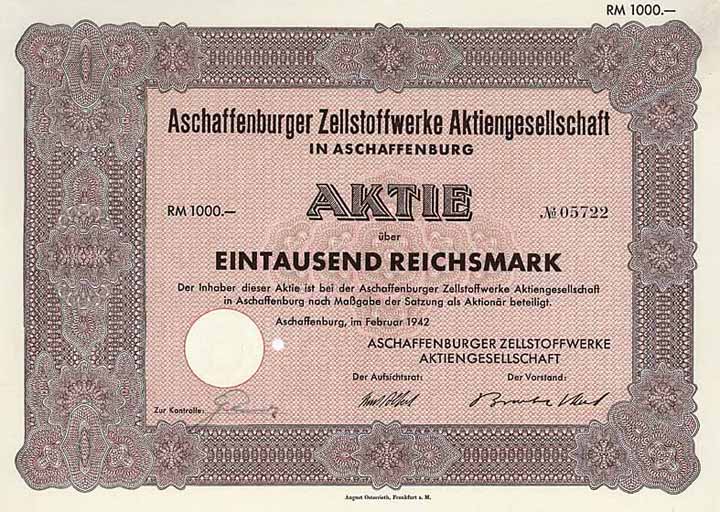 RM 1000.—
Aschaffenburger Zellstoffwerke Aktiengesellschaft
IN ASCHAFFENBURG
RM 1000.— AKTIE № 05722
über
EINTAUSEND REICHSMARK
Der Inhaber dieser Aktie ist bei der Aschaffenburger Zellstoffwerke Aktiengesellschaft
in Aschaffenburg nach Maßgabe der Satzung als Aktionär beteiligt.
Aschaffenburg, im Februar 1942
ASCHAFFENBURGER ZELLSTOFFWERKE
AKTIENGESELLSCHAFT
Der Aufsichtsrat: Der Vorstand:
Zur Kontrolle:
August Osterrieth, Frankfurt a. M.